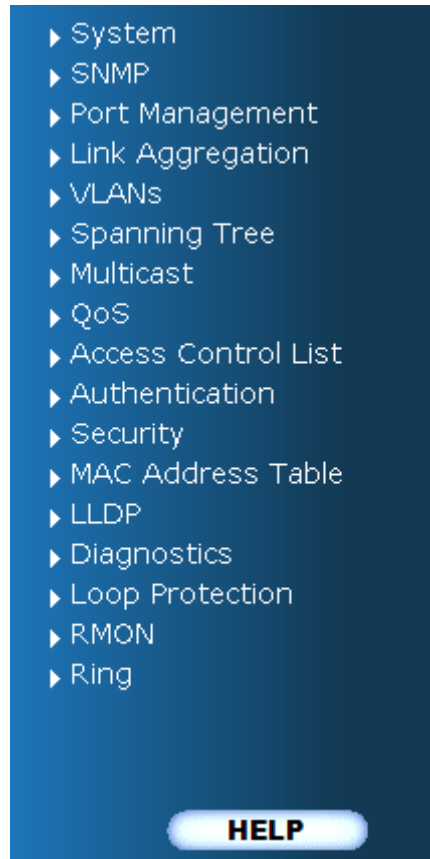 System
SNMP
Port Management
Link Aggregation
VLANs
Spanning Tree
Multicast
QoS
Access Control List
Authentication
Security
MAC Address Table
LLDP
Diagnostics
Loop Protection
RMON
Ring
HELP